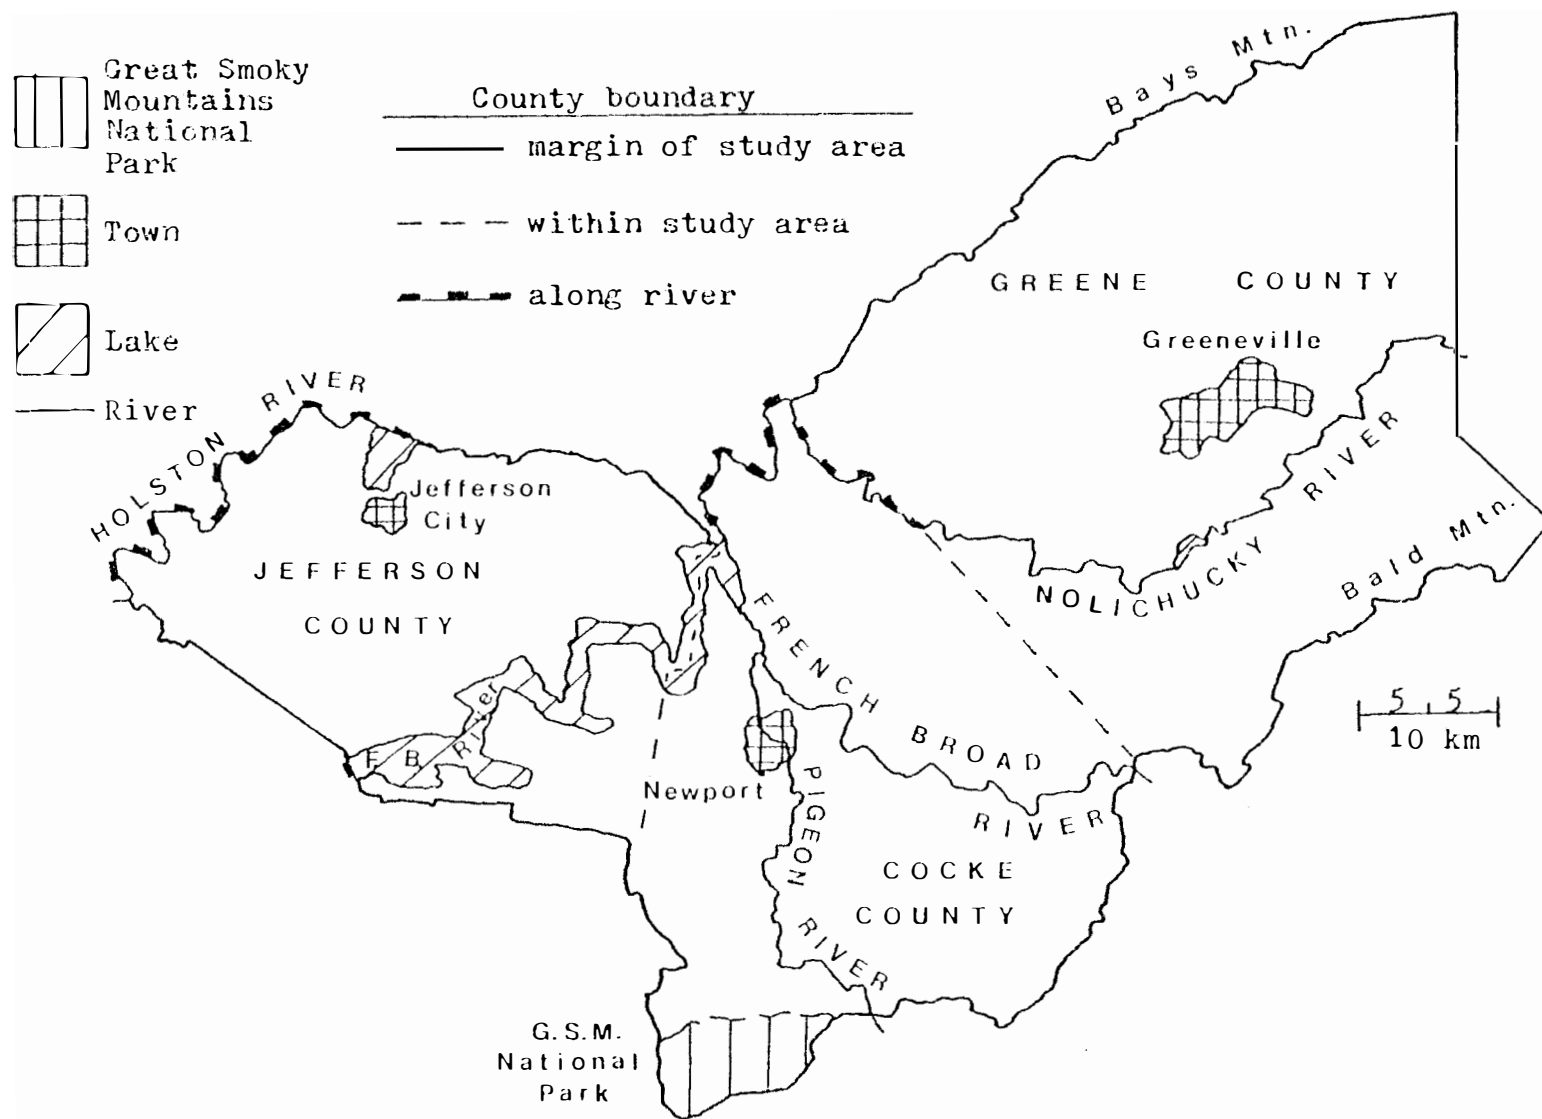 Great Smoky
Mountains
National
Park
Town
Lake
River
County boundary
margin of study area
within study area
along river
Bays Mtn.
GREENE COUNTY
Greeneville
HOLSTON RIVER
Jefferson
City
JEFFERSON
COUNTY
NOLICHUCKY RIVER
Bald Mtn.
FRENCH BROAD
RIVER
F B River
Newport
PIGEON
RIVER
COCKE
COUNTY
5 5
10 km
G.S.M.
National
Park